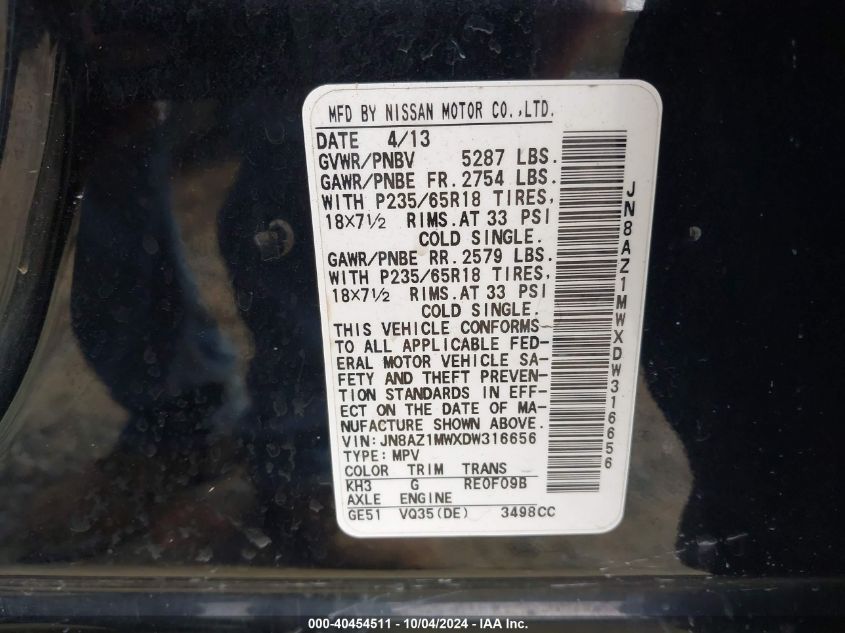 MFD BY NISSAN MOTOR CO.,LTD.
DATE 4/13
GVWR/PNBV 5287 LBS.
GAWR/PNBE FR. 2754 LBS.
WITH P235/65R18 TIRES,
18X7½ RIMS.AT 33 PSI
COLD SINGLE.
GAWR/PNBE RR. 2579 LBS.
WITH P235/65R18 TIRES,
18X7½ RIMS.AT 33 PSI
COLD SINGLE.
THIS VEHICLE CONFORMS
TO ALL APPLICABLE FED-
ERAL MOTOR VEHICLE SA-
FETY AND THEFT PREVEN-
TION STANDARDS IN EFF-
ECT ON THE DATE OF MA-
NUFACTURE SHOWN ABOVE.
VIN: JN8AZ1MWXDW316656
TYPE: MPV
COLOR TRIM TRANS
KH3 G RE0F09B
AXLE ENGINE
GE51 VQ35(DE) 3498CC
JN8AZ1MWXDW316656
000-40454511 - 10/04/2024 - © IAA Inc.